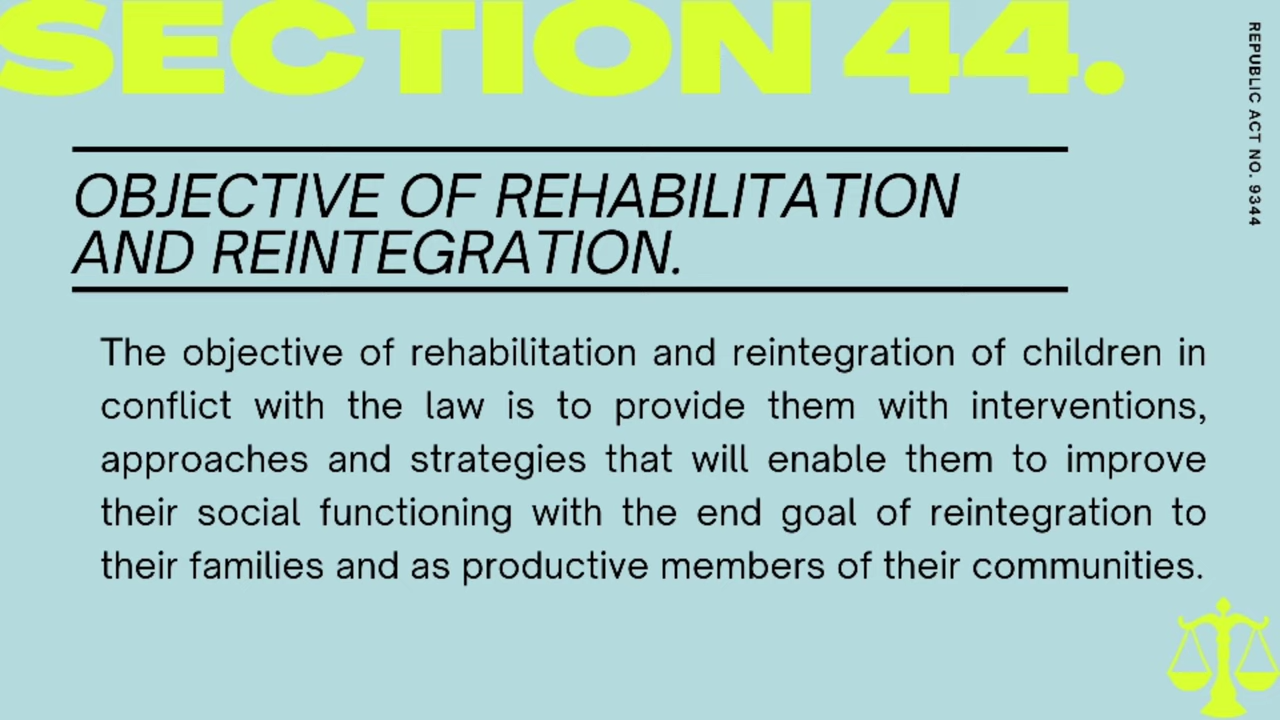 SECTION 44.
REPUBLIC ACT NO. 9344
OBJECTIVE OF REHABILITATION
AND REINTEGRATION.
The objective of rehabilitation and reintegration of children in
conflict with the law is to provide them with interventions,
approaches and strategies that will enable them to improve
their social functioning with the end goal of reintegration to
their families and as productive members of their communities.